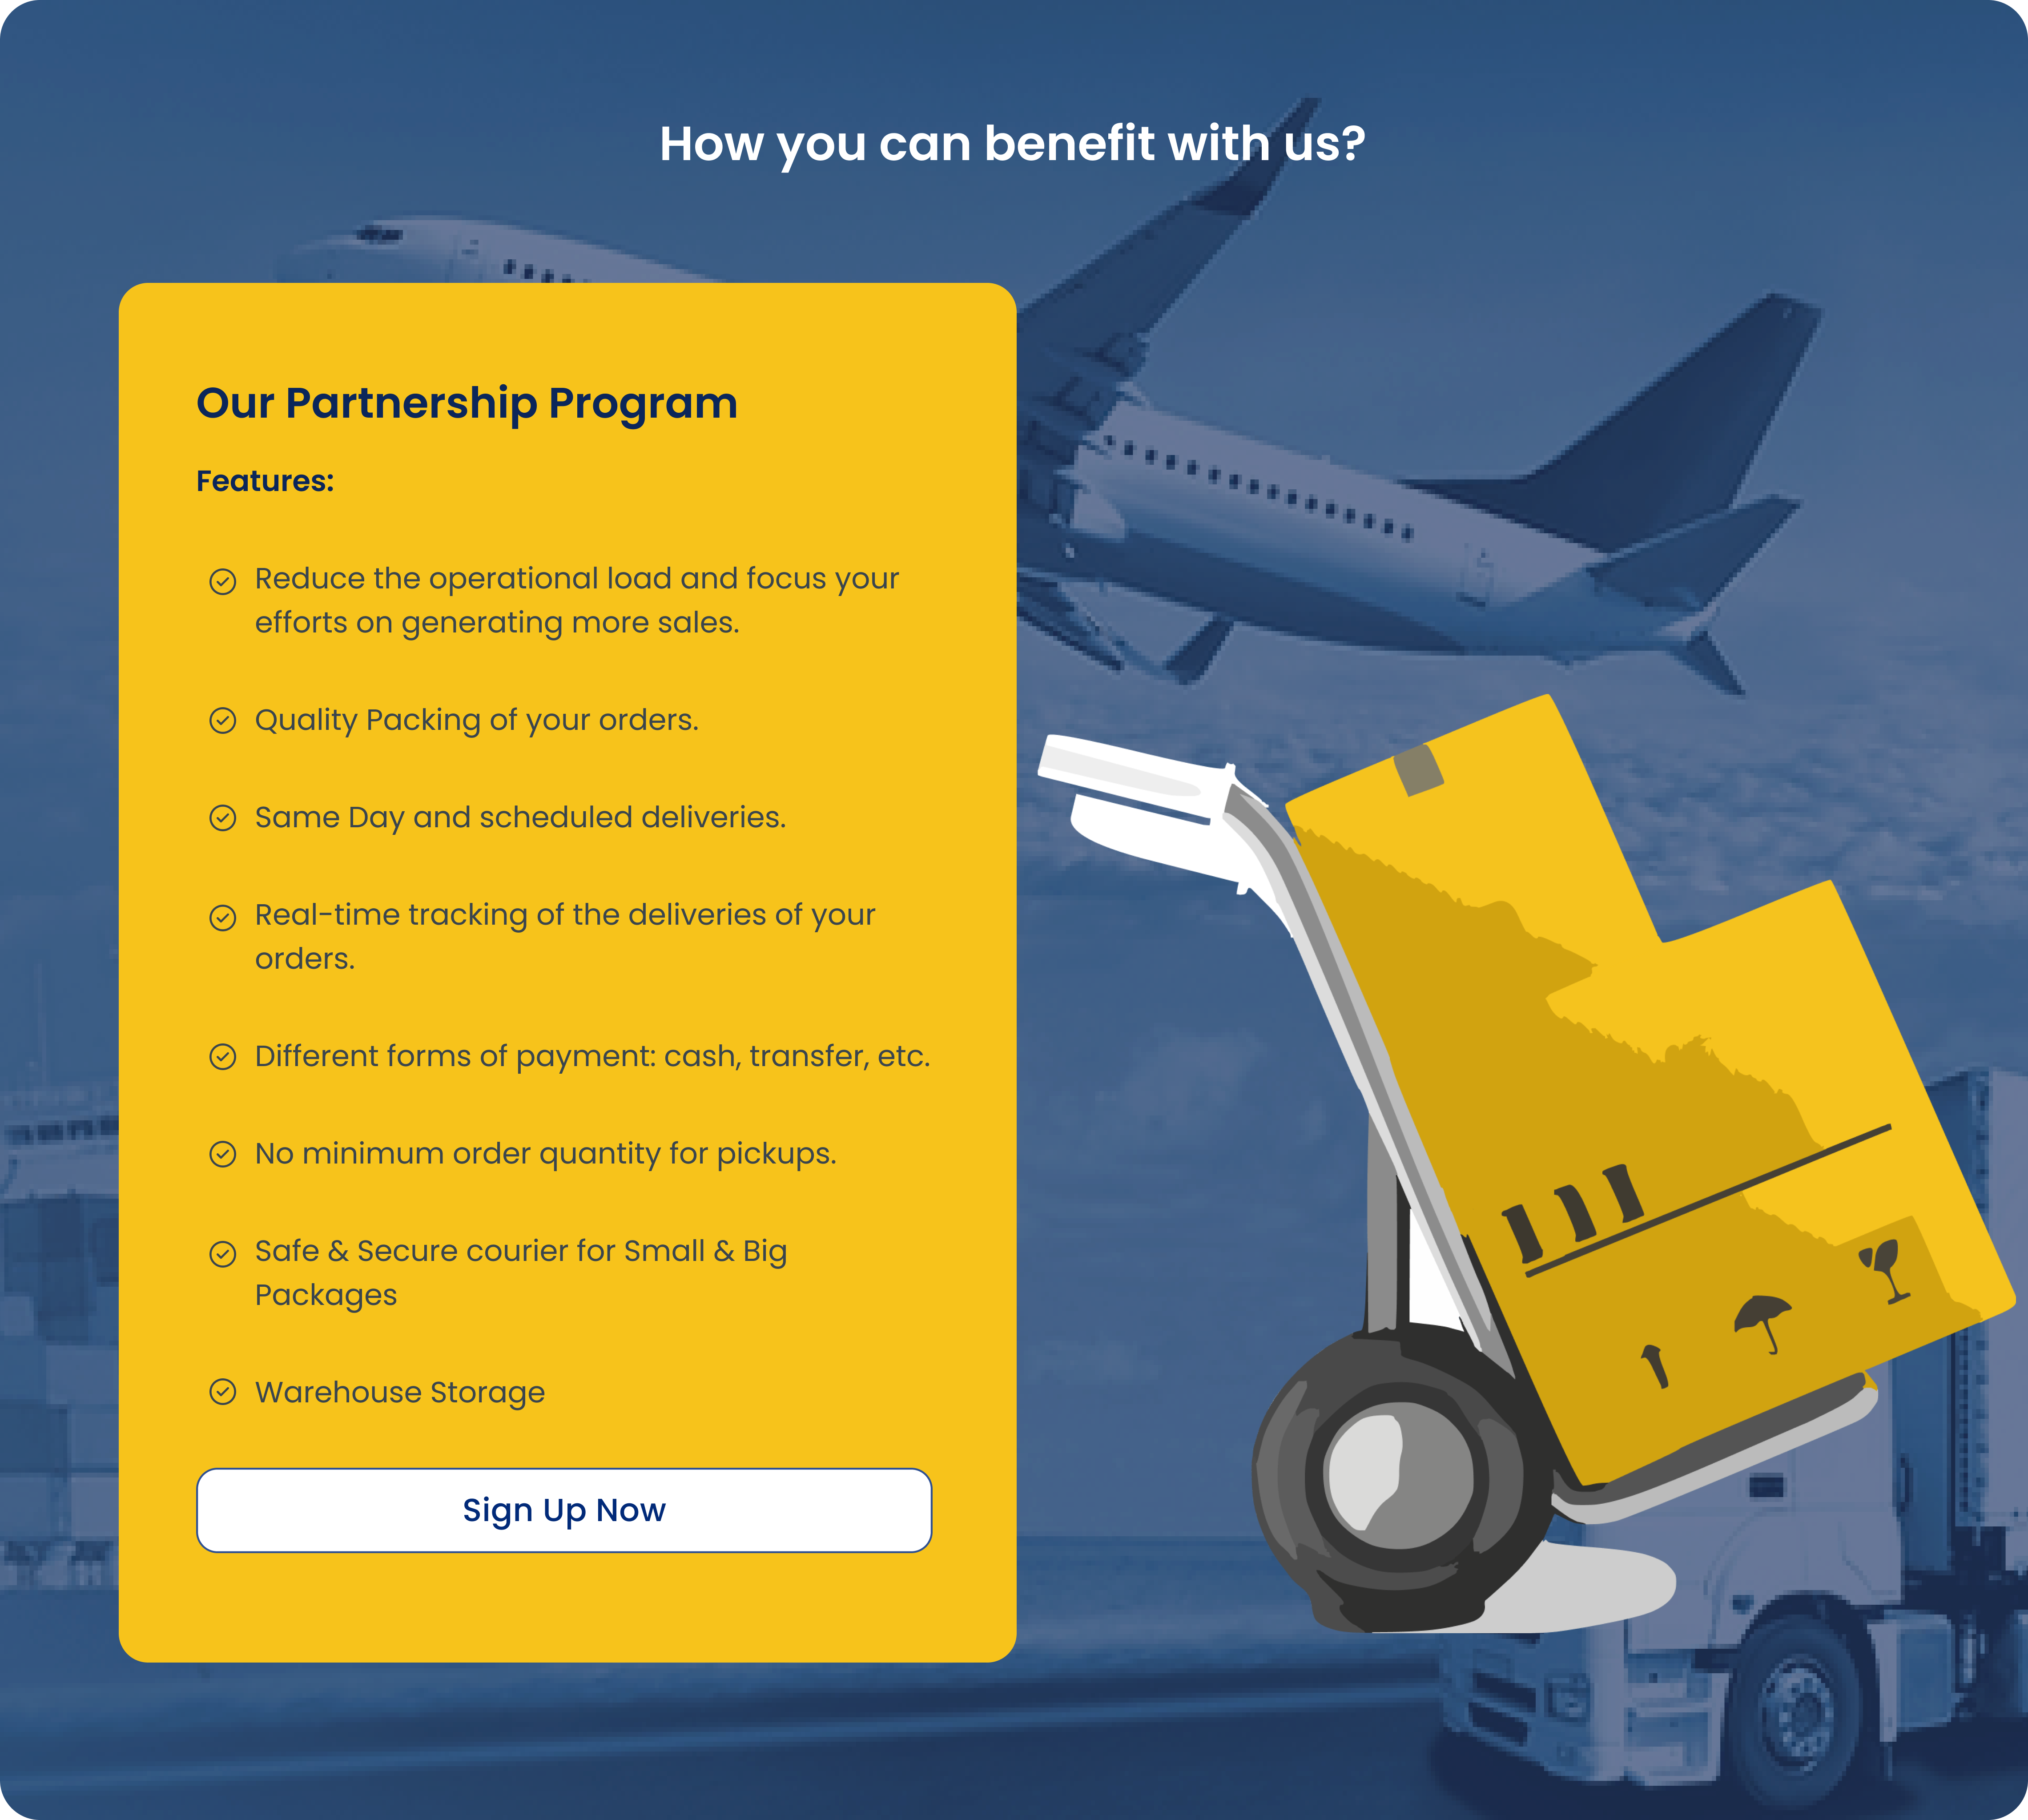 How you can benefit with us?
Our Partnership Program
Features:
Reduce the operational load and focus your
efforts on generating more sales.
Quality Packing of your orders.
Same Day and scheduled deliveries.
Real-time tracking of the deliveries of your
orders.
Different forms of payment: cash, transfer, etc.
No minimum order quantity for pickups.
Safe & Secure courier for Small & Big
Packages
Warehouse Storage
Sign Up Now